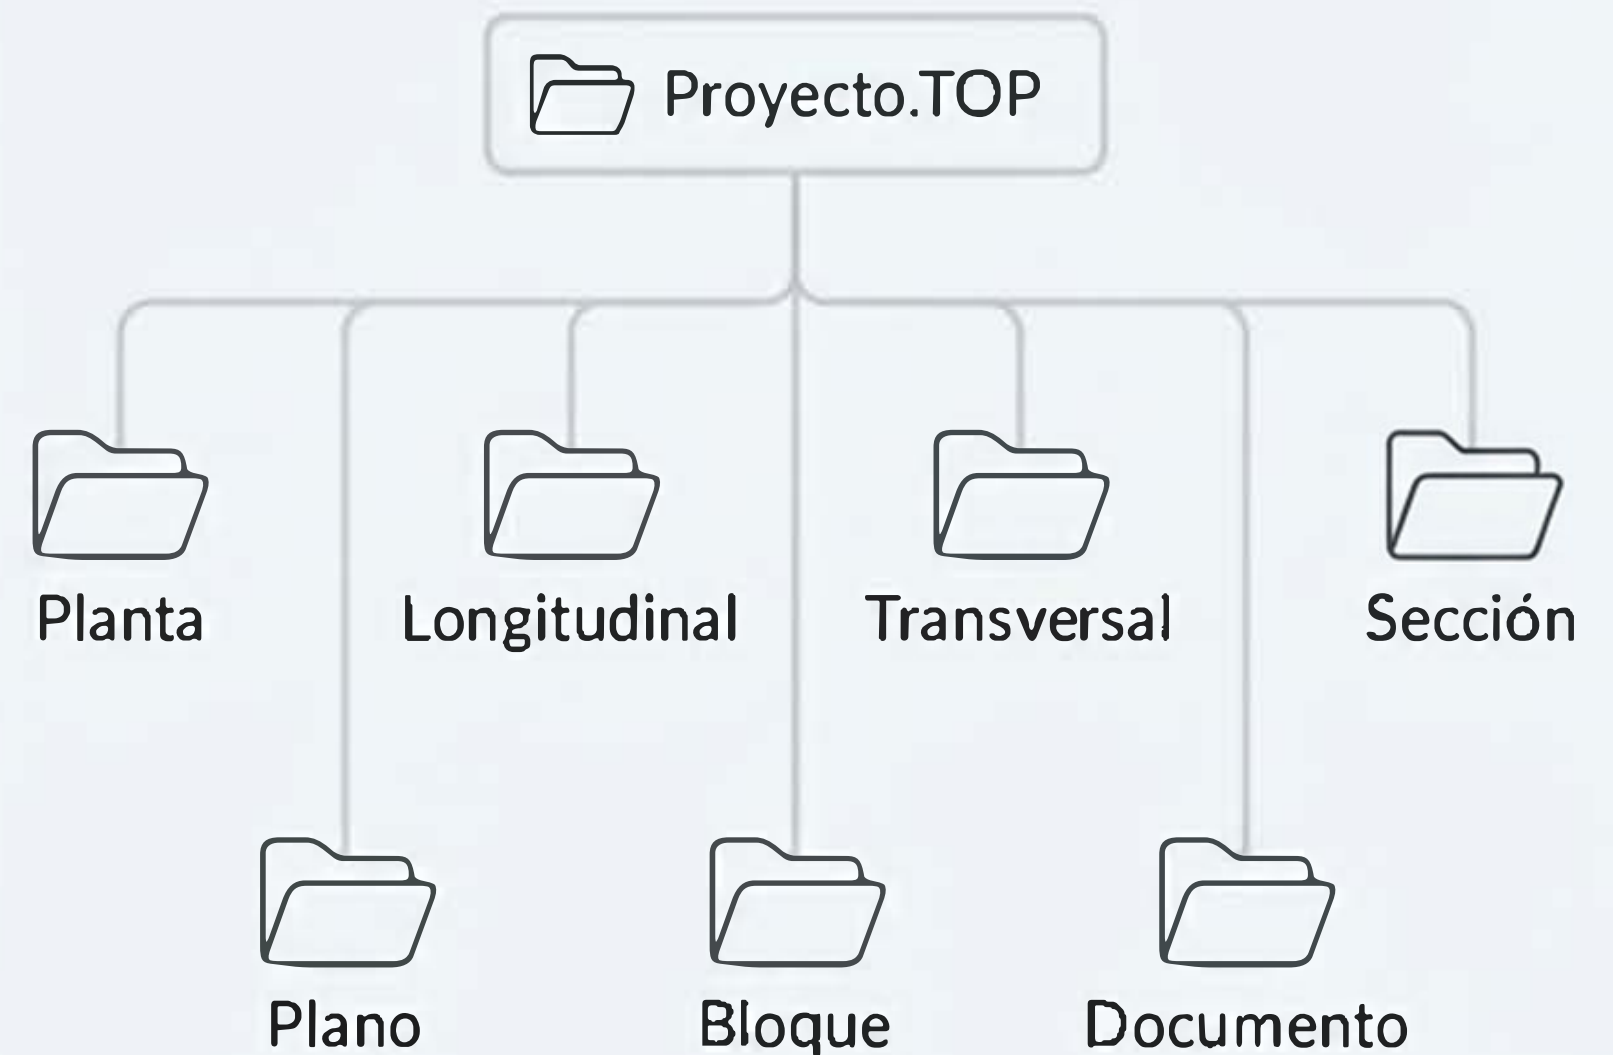 Proyecto.TOP
Planta
Longitudinal
Transversal
Sección
Plano
Bloque
Documento